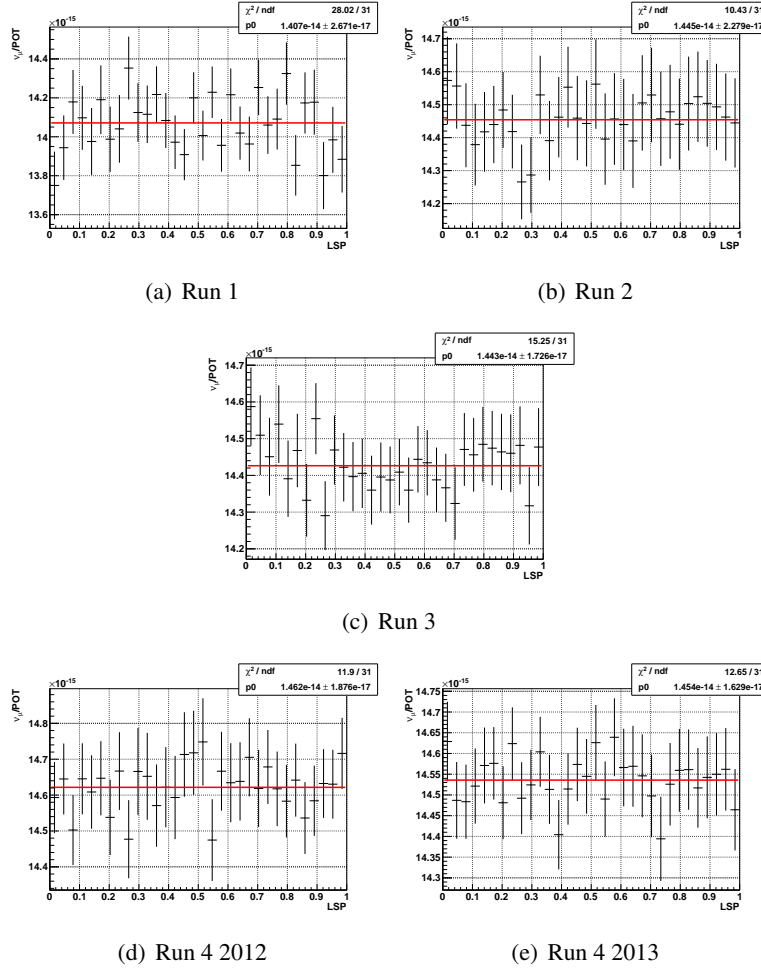 ×10⁻¹⁵
χ² / ndf 28.02 / 31
p0 1.407e-14 ± 2.671e-17
νμ/POT
14.4
14.2
14
13.8
13.6
0 0.1 0.2 0.3 0.4 0.5 0.6 0.7 0.8 0.9 1
LSP
(a) Run 1
×10⁻¹⁵
χ² / ndf 10.43 / 31
p0 1.445e-14 ± 2.279e-17
νμ/POT
14.7
14.6
14.5
14.4
14.3
14.2
0 0.1 0.2 0.3 0.4 0.5 0.6 0.7 0.8 0.9 1
LSP
(b) Run 2
×10⁻¹⁵
χ² / ndf 15.25 / 31
p0 1.443e-14 ± 1.726e-17
νμ/POT
14.7
14.6
14.5
14.4
14.3
14.2
0 0.1 0.2 0.3 0.4 0.5 0.6 0.7 0.8 0.9 1
LSP
(c) Run 3
×10⁻¹⁵
χ² / ndf 11.9 / 31
p0 1.462e-14 ± 1.876e-17
νμ/POT
14.8
14.7
14.6
14.5
14.4
0 0.1 0.2 0.3 0.4 0.5 0.6 0.7 0.8 0.9 1
LSP
(d) Run 4 2012
×10⁻¹⁵
χ² / ndf 12.65 / 31
p0 1.454e-14 ± 1.629e-17
νμ/POT
14.75
14.7
14.65
14.6
14.55
14.5
14.45
14.4
14.35
14.3
0 0.1 0.2 0.3 0.4 0.5 0.6 0.7 0.8 0.9 1
LSP
(e) Run 4 2013